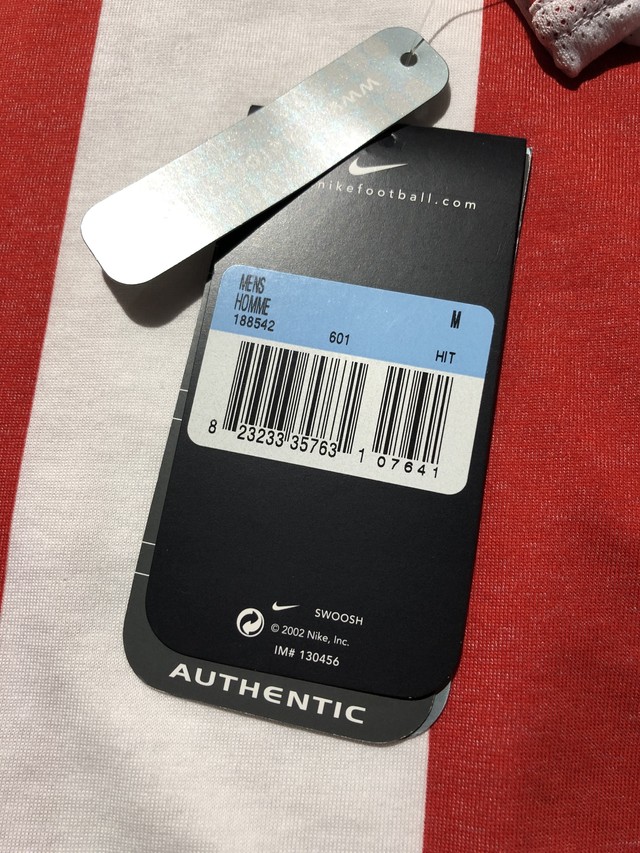 nikefootball.com
MENS
HOMME
M
188542
601
HIT
8 23233 35763 1 07641
SWOOSH
© 2002 Nike, Inc.
IM# 130456
AUTHENTIC